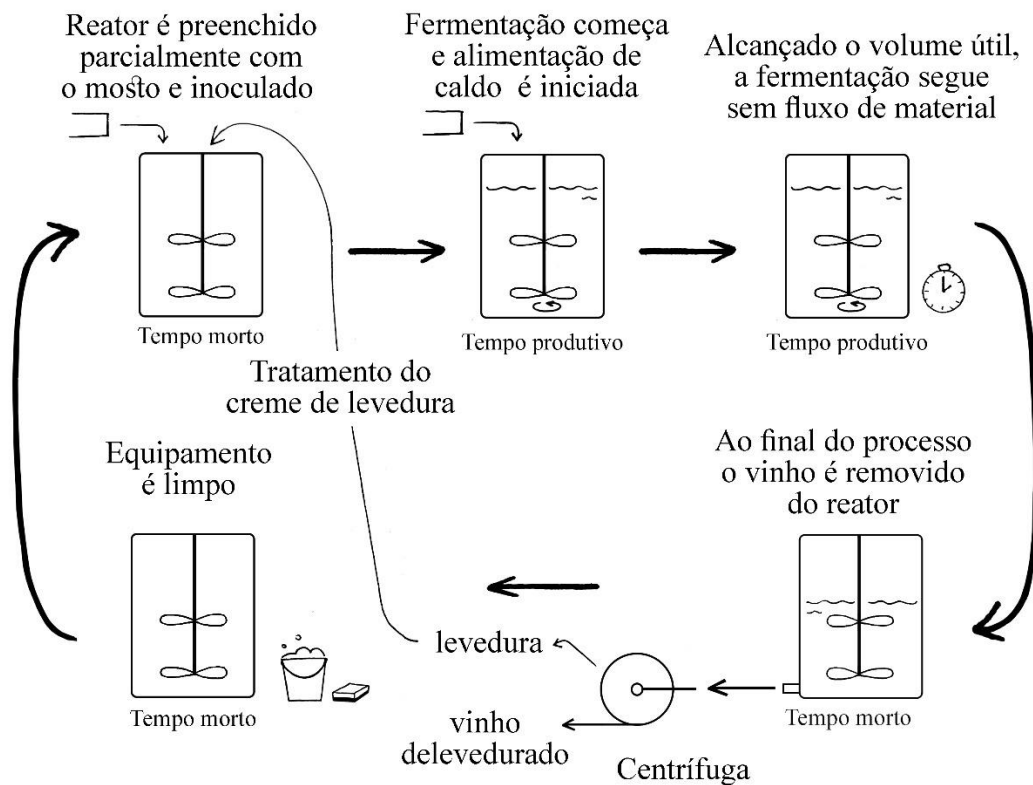 Reator é preenchido
parcialmente com
o mosto e inoculado
Fermentação começa
e alimentação de
caldo é iniciada
Alcançado o volume útil,
a fermentação segue
sem fluxo de material
Tempo morto
Tempo produtivo
Tempo produtivo
Tratamento do
creme de levedura
Equipamento
é limpo
Ao final do processo
o vinho é removido
do reator
levedura
vinho
delevedurado
Centrífuga
Tempo morto
Tempo morto